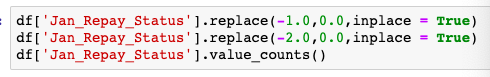 df['Jan_Repay_Status'].replace(-1.0,0.0,inplace = True)
df['Jan_Repay_Status'].replace(-2.0,0.0,inplace = True)
df['Jan_Repay_Status'].value_counts()